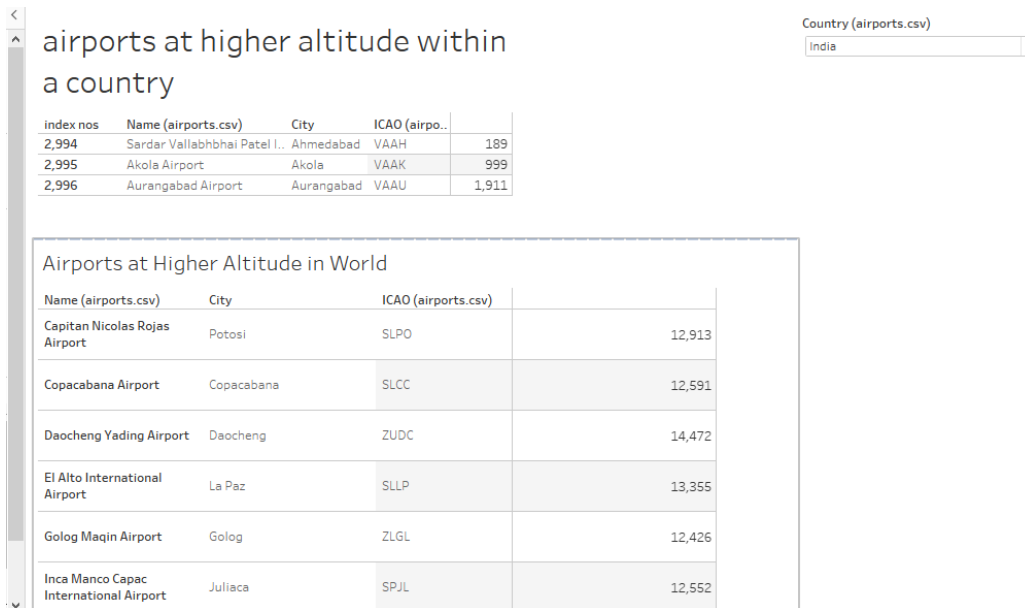 airports at higher altitude within
a country
Country (airports.csv)
India
index nos Name (airports.csv) City ICAO (airpo..
2,994 Sardar Vallabhbhai Patel I.. Ahmedabad VAAH 189
2,995 Akola Airport Akola VAAK 999
2,996 Aurangabad Airport Aurangabad VAAU 1,911
Airports at Higher Altitude in World
Name (airports.csv) City ICAO (airports.csv)
Capitan Nicolas Rojas
Airport Potosi SLPO 12,913
Copacabana Airport Copacabana SLCC 12,591
Daocheng Yading Airport Daocheng ZUDC 14,472
El Alto International
Airport La Paz SLLP 13,355
Golog Maqin Airport Golog ZLGL 12,426
Inca Manco Capac
International Airport Juliaca SPJL 12,552